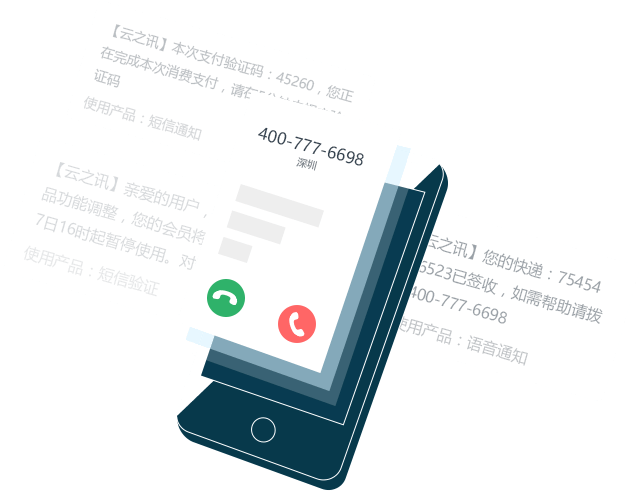 【云之讯】本次支付验证码：45260，您正
在完成本次消费支付，请在
证码
使用产品：短信通知
400-777-6698
深圳
【云之讯】亲爱的用户，
品功能调整，您的会员将
7日16时起暂停使用。对
使用产品：短信验证
云之讯】您的快递：75454
6523已签收，如需帮助请拨
400-777-6698
使用产品：语音通知